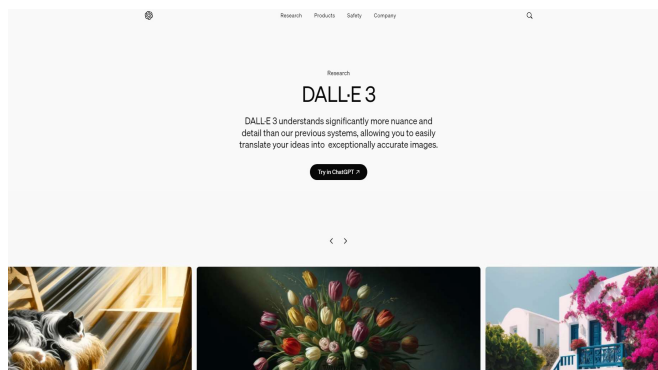 Research Products Safety Company
Research
DALL·E 3
DALL·E 3 understands significantly more nuance and
detail than our previous systems, allowing you to easily
translate your ideas into exceptionally accurate images.
Try in ChatGPT ↗